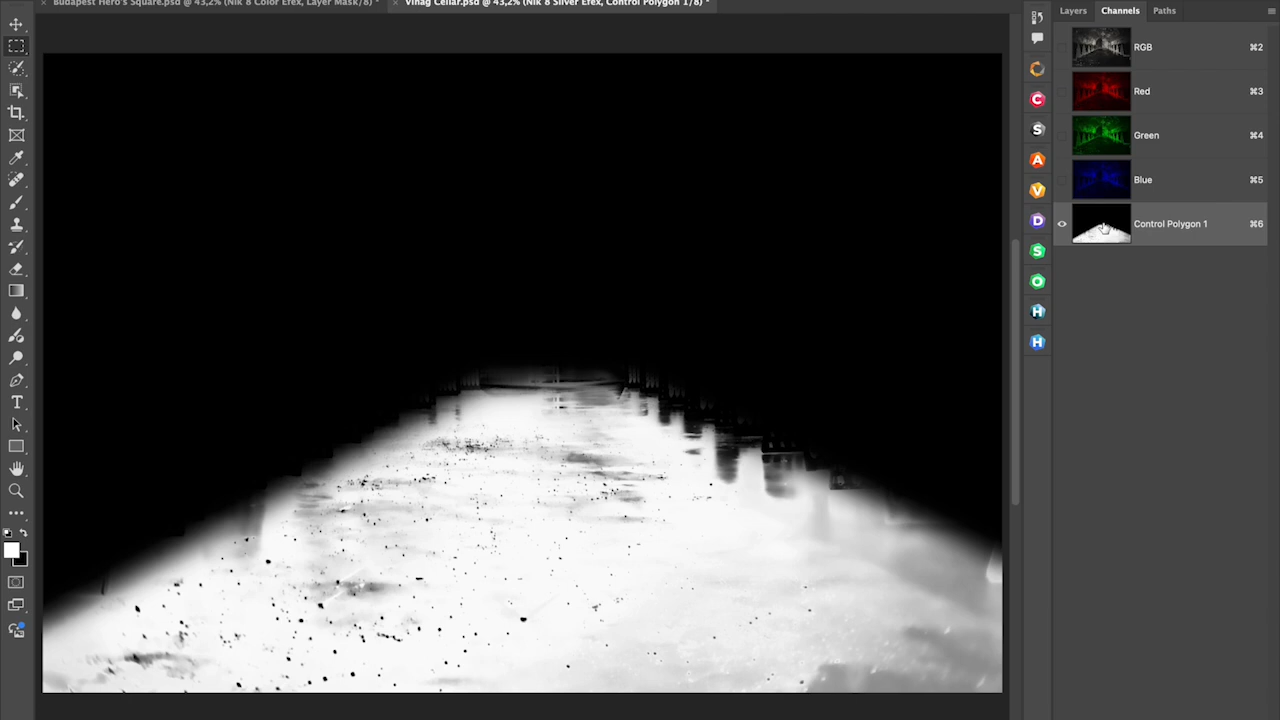 Budapest Hero's Square.psd @ 43,2% (Nik 8 Color Efex, Layer Mask/8) *
Vinag Cellar.psd @ 43,2% (Nik 8 Silver Efex, Control Polygon 1/8) *
Layers
Channels
Paths
RGB
⌘2
Red
⌘3
Green
⌘4
Blue
⌘5
Control Polygon 1
⌘6
C
S
A
V
D
S
O
H
H
T